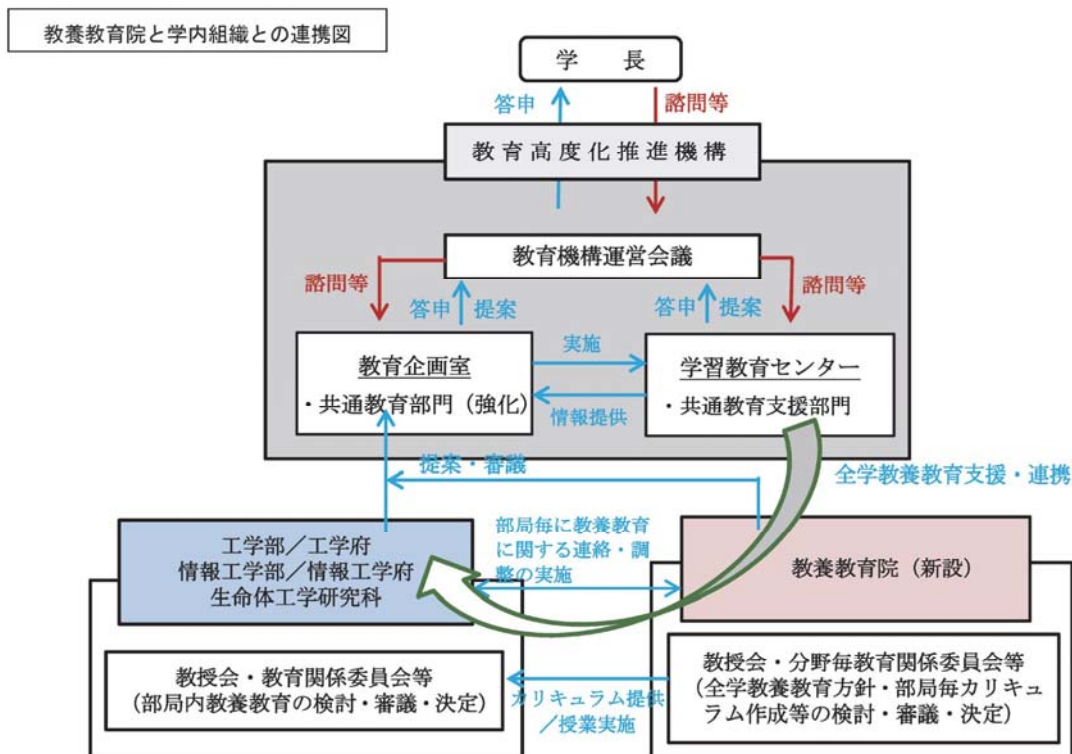 教養教育院と学内組織との連携図
学 長
答申
諮問等
教育高度化推進機構
教育機構運営会議
諮問等
答申
提案
答申
提案
諮問等
教育企画室
・共通教育部門（強化）
実施
情報提供
学習教育センター
・共通教育支援部門
提案・審議
全学教養教育支援・連携
工学部／工学府
情報工学部／情報工学府
生命体工学研究科
部局毎に教養教育
に関する連絡・調
整の実施
教養教育院（新設）
教授会・教育関係委員会等
（部局内教養教育の検討・審議・決定）
カリキュラム提供
／授業実施
教授会・分野毎教育関係委員会等
（全学教養教育方針・部局毎カリキュ
ラム作成等の検討・審議・決定）